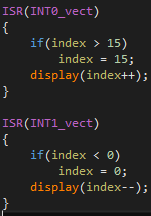 ISR(INT0_vect)
{
    if(index > 15)
        index = 15;
    display(index++);
}
ISR(INT1_vect)
{
    if(index < 0)
        index = 0;
    display(index--);
}